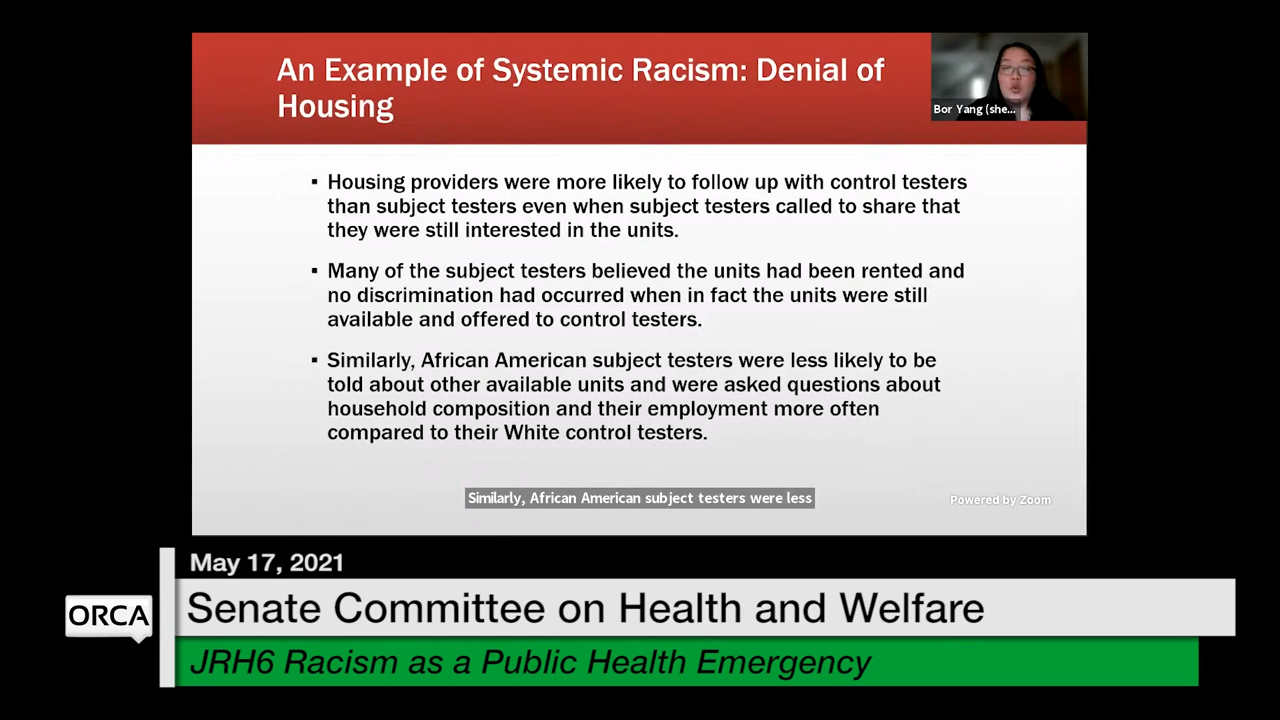 An Example of Systemic Racism: Denial of
Housing
Bor Yang (she...
▪ Housing providers were more likely to follow up with control testers
than subject testers even when subject testers called to share that
they were still interested in the units.
▪ Many of the subject testers believed the units had been rented and
no discrimination had occurred when in fact the units were still
available and offered to control testers.
▪ Similarly, African American subject testers were less likely to be
told about other available units and were asked questions about
household composition and their employment more often
compared to their White control testers.
Similarly, African American subject testers were less
Powered by Zoom
May 17, 2021
ORCA
Senate Committee on Health and Welfare
JRH6 Racism as a Public Health Emergency